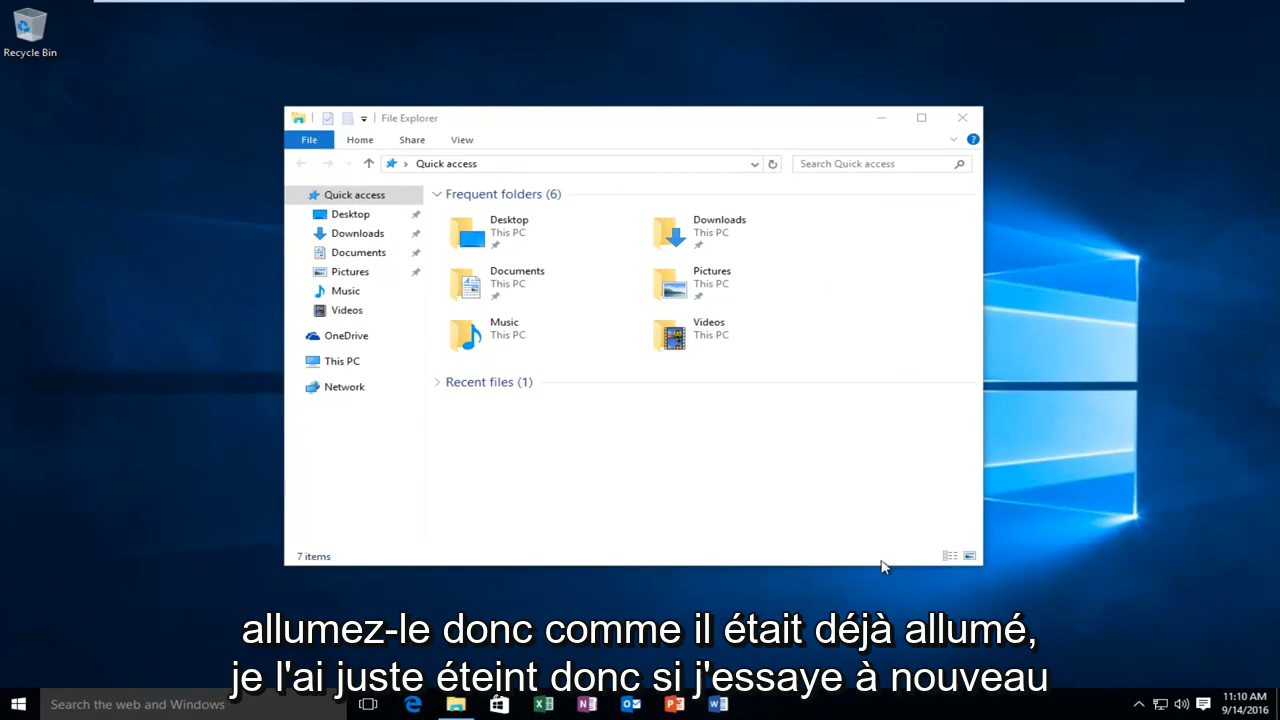 Recycle Bin
File Explorer
File Home Share View
Quick access
Search Quick access
Quick access
Desktop
Downloads
Documents
Pictures
Music
Videos
OneDrive
This PC
Network
Frequent folders (6)
Desktop
This PC
Downloads
This PC
Documents
This PC
Pictures
This PC
Music
This PC
Videos
This PC
Recent files (1)
7 items
allumez-le donc comme il était déjà allumé,
je l'ai juste éteint donc si j'essaye à nouveau
Search the web and Windows
11:10 AM
9/14/2016